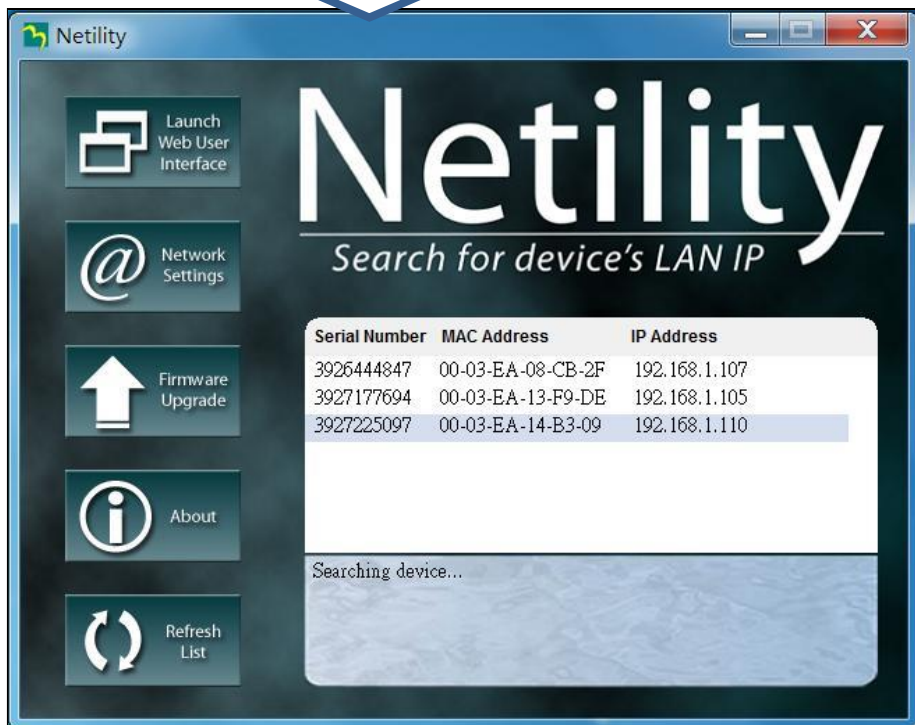 Netility
Launch
Web User
Interface
Network
Settings
Firmware
Upgrade
About
Refresh
List
Netility
Search for device's LAN IP
Serial Number MAC Address IP Address
3926444847 00-03-EA-08-CB-2F 192.168.1.107
3927177694 00-03-EA-13-F9-DE 192.168.1.105
3927225097 00-03-EA-14-B3-09 192.168.1.110
Searching device...